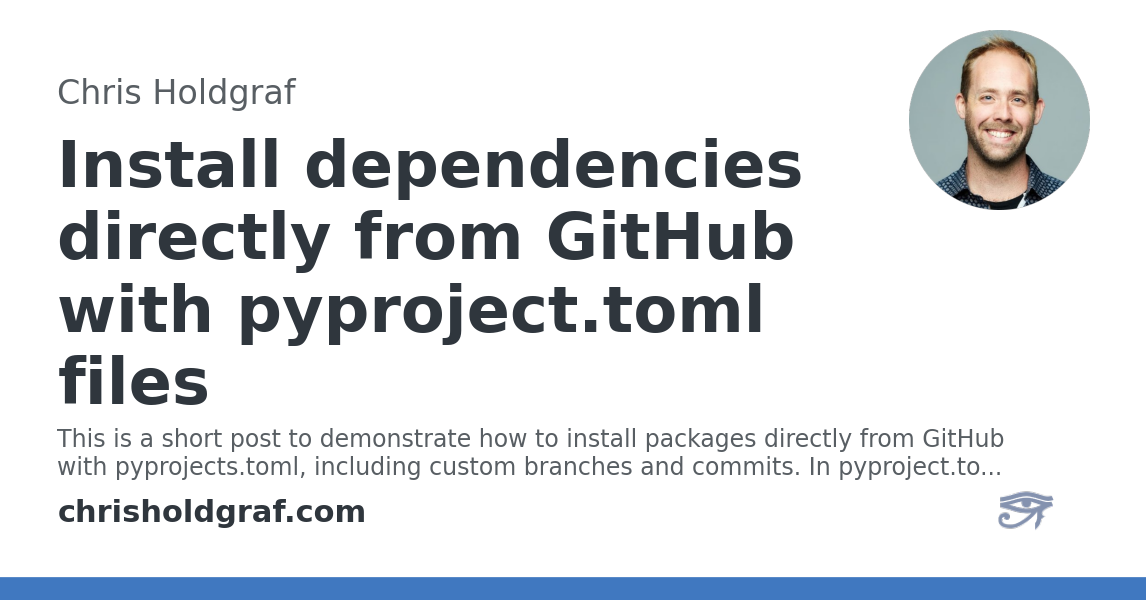 Chris Holdgraf
Install dependencies
directly from GitHub
with pyproject.toml
files
This is a short post to demonstrate how to install packages directly from GitHub
with pyprojects.toml, including custom branches and commits. In pyproject.to...
chrisholdgraf.com